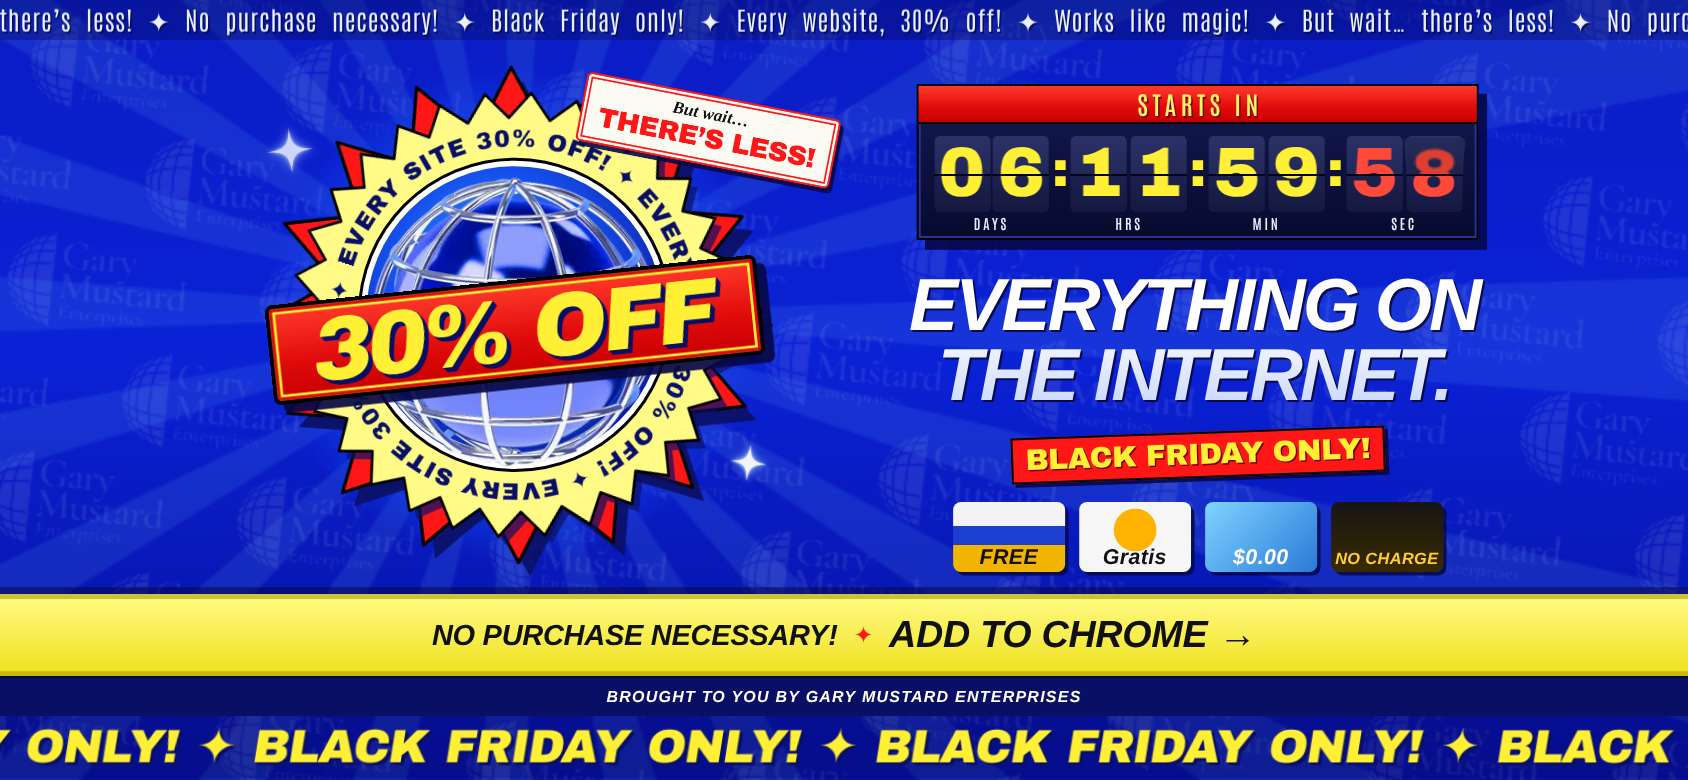 there’s less! ✦ No purchase necessary! ✦ Black Friday only! ✦ Every website, 30% off! ✦ Works like magic! ✦ But wait… there’s less! ✦ No purc
But wait…
THERE’S LESS!
EVERY SITE 30% OFF! ✦ EVERY SITE 30% OFF! ✦
30% OFF
STARTS IN
06:11:59:58
DAYS HRS MIN SEC
EVERYTHING ON
THE INTERNET.
BLACK FRIDAY ONLY!
FREE Gratis $0.00 NO CHARGE
NO PURCHASE NECESSARY! ✦ ADD TO CHROME →
BROUGHT TO YOU BY GARY MUSTARD ENTERPRISES
Y ONLY! ✦ BLACK FRIDAY ONLY! ✦ BLACK FRIDAY ONLY! ✦ BLACK
Gary
Mustard
Enterprises